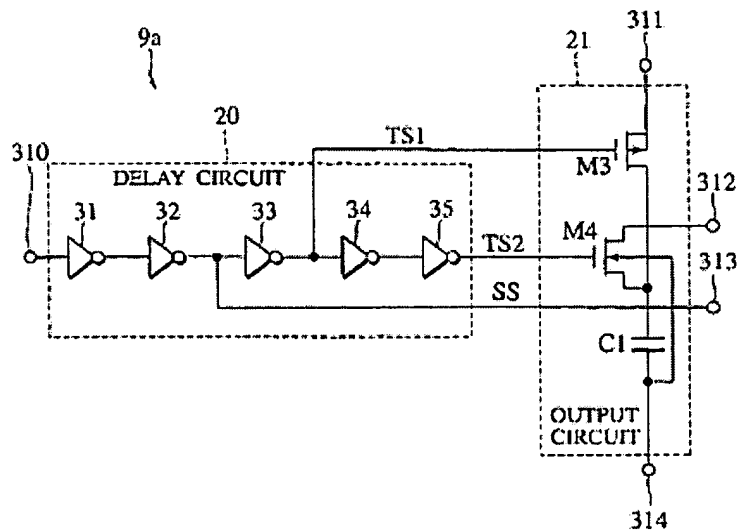 9a
311
21
20
TS1
310
DELAY CIRCUIT
M3
312
31
32
33
34
35
M4
TS2
SS
313
C1
OUTPUT
CIRCUIT
314